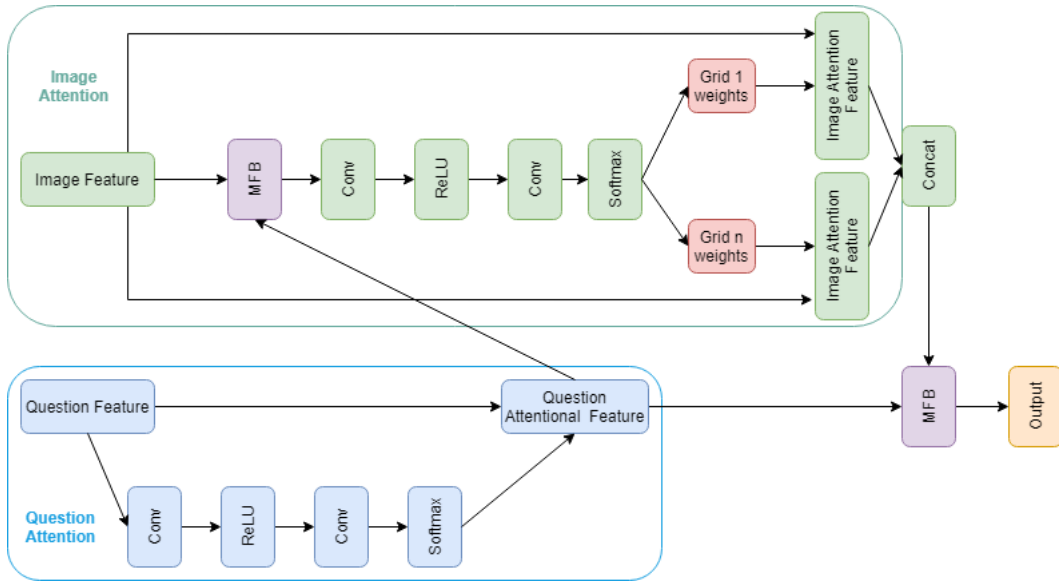 Image
Attention
Image Feature
MFB
Conv
ReLU
Conv
Softmax
Grid 1
weights
Grid n
weights
Image Attention
Feature
Image Attention
Feature
Concat
Question Feature
Question
Attentional Feature
MFB
Output
Question
Attention
Conv
ReLU
Conv
Softmax